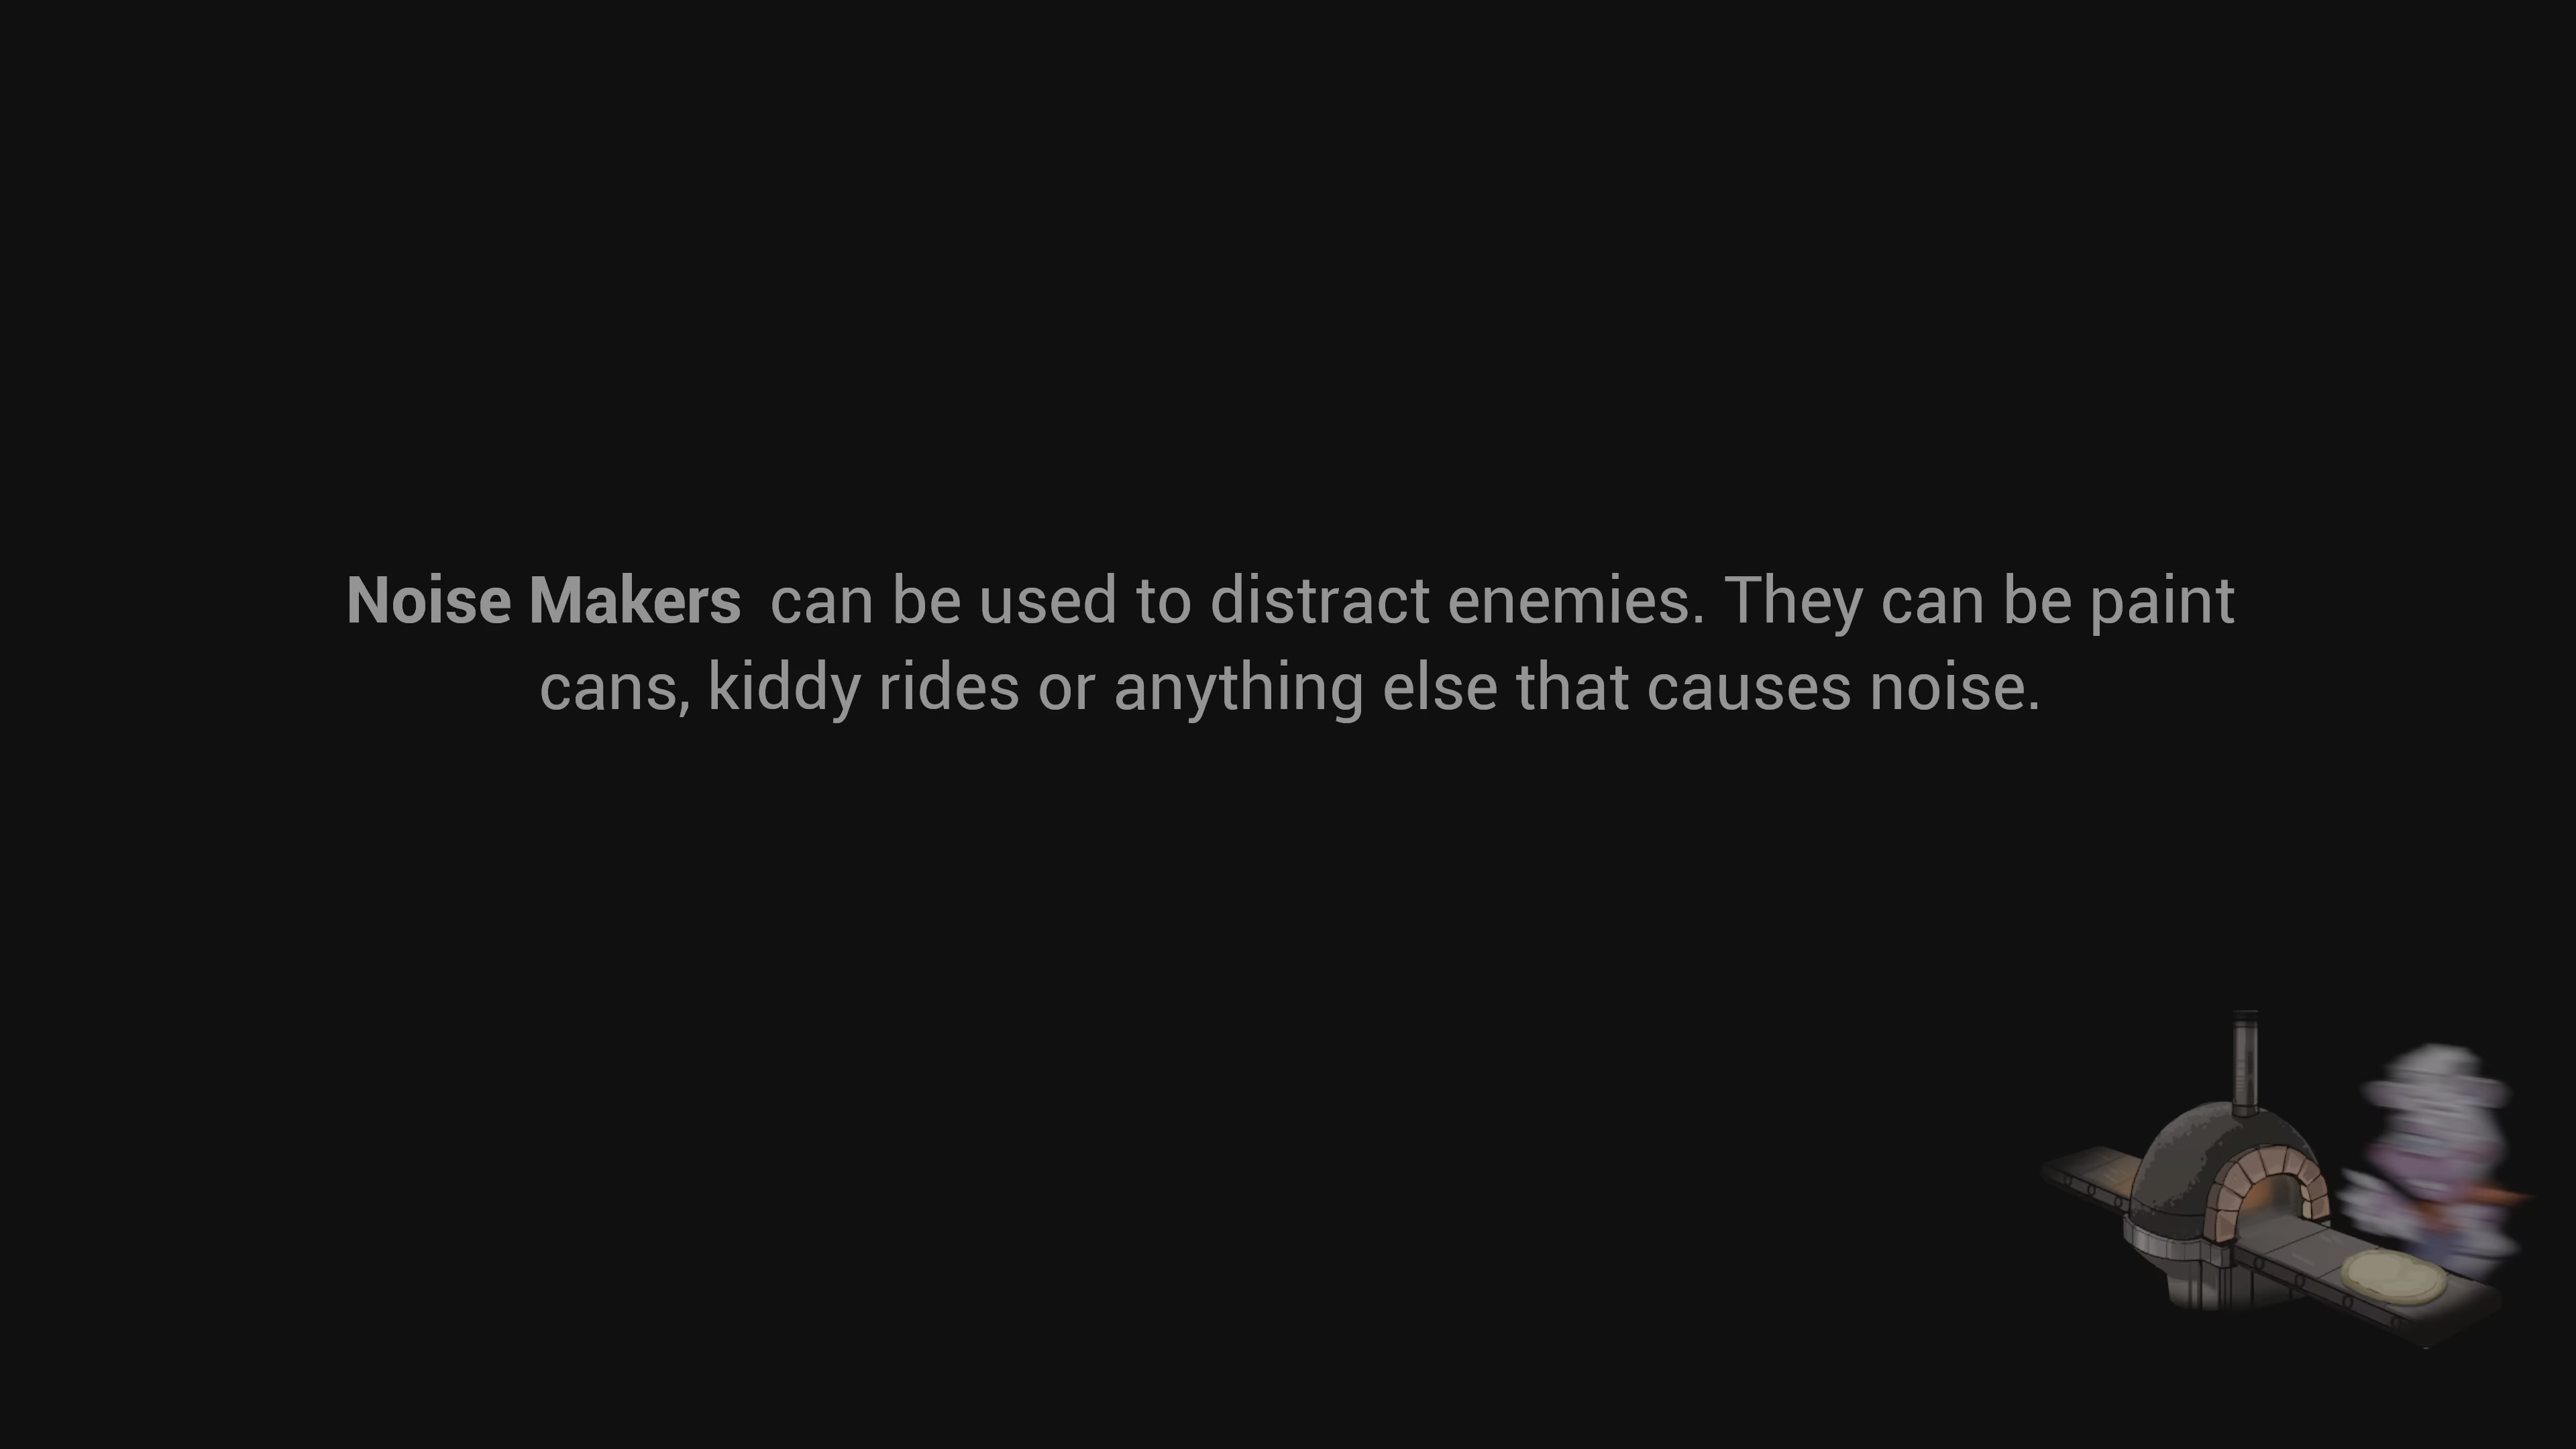 Noise Makers can be used to distract enemies. They can be paint
cans, kiddy rides or anything else that causes noise.